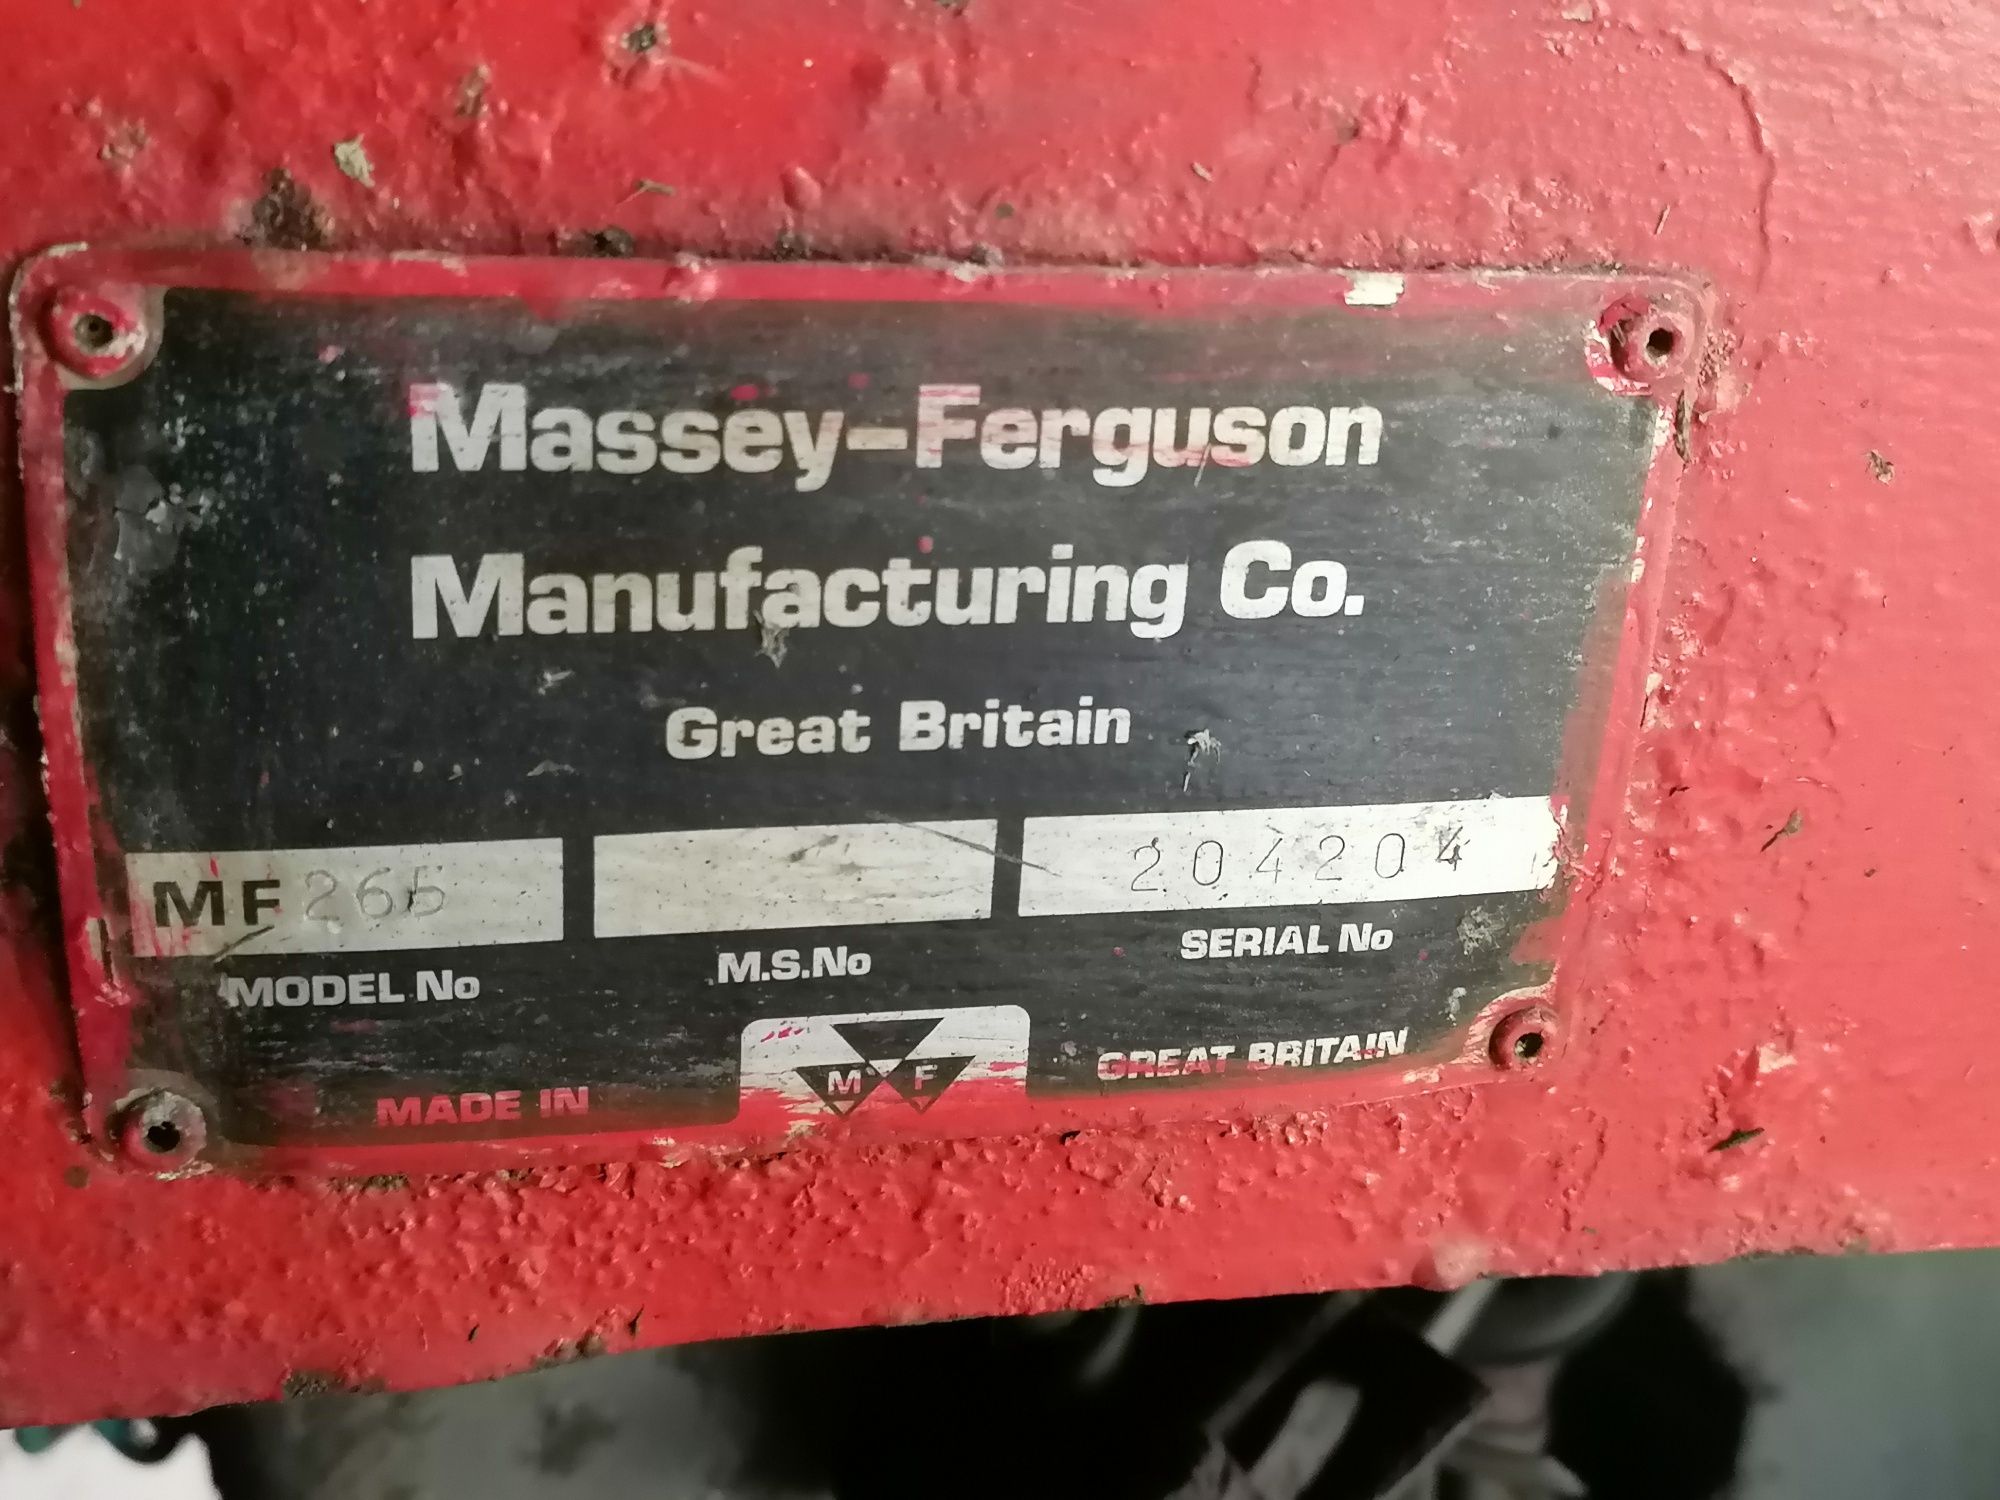 Massey-Ferguson
Manufacturing Co.
Great Britain
MF 265
204204
MODEL No
M.S.No
SERIAL No
MADE IN
M F
GREAT BRITAIN